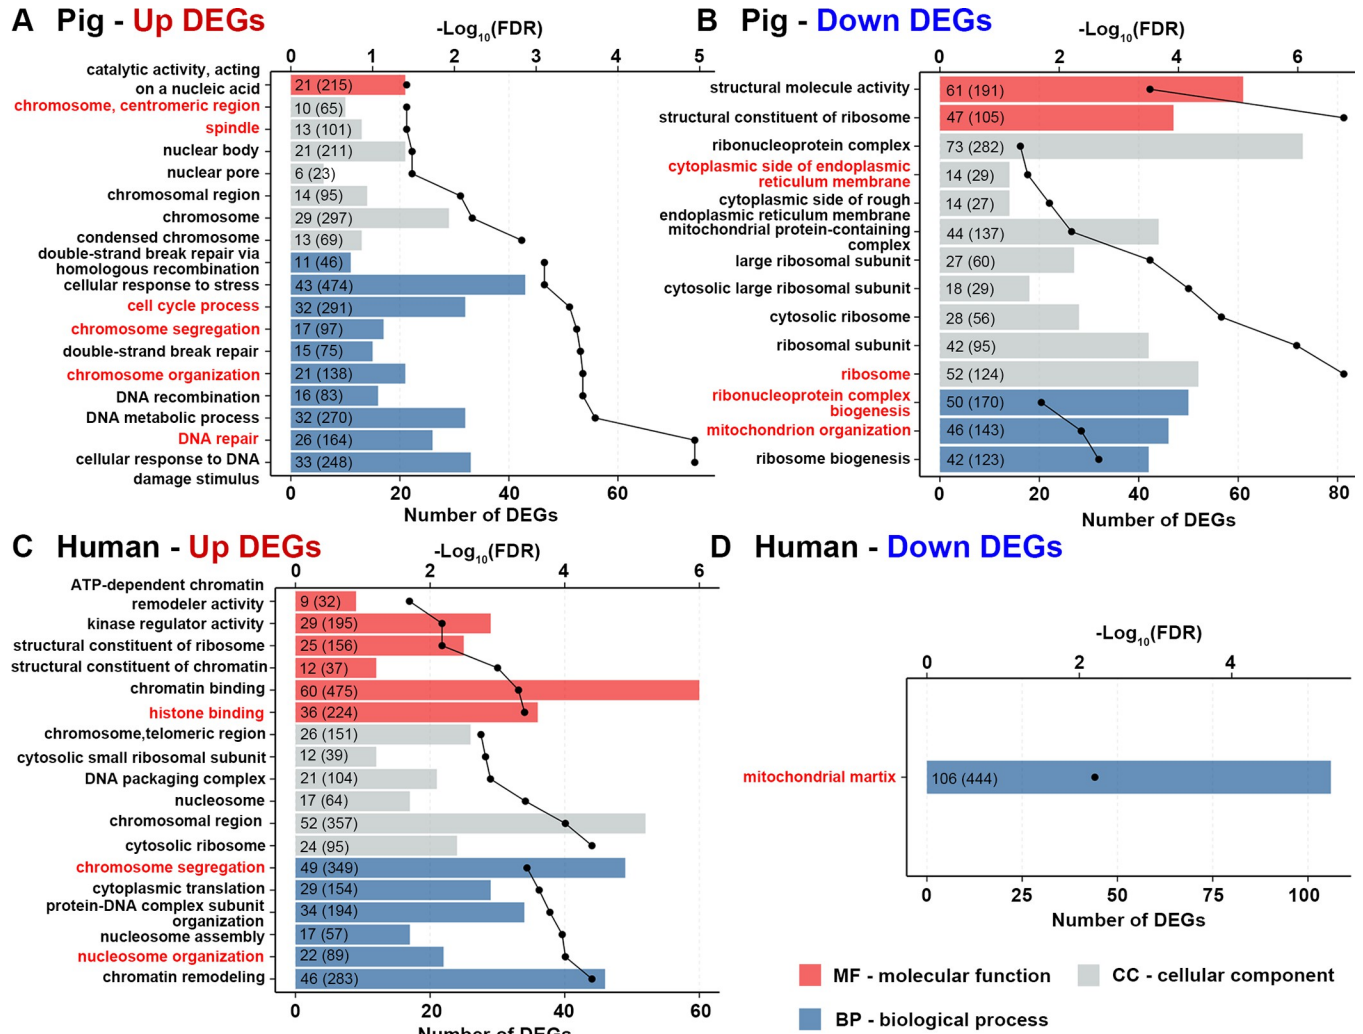 A Pig - Up DEGs
-Log10(FDR)
0 1 2 3 4 5
catalytic activity, acting
on a nucleic acid 21 (215)
chromosome, centromeric region 10 (65)
spindle 13 (101)
nuclear body 21 (211)
nuclear pore 6 (23)
chromosomal region 14 (95)
chromosome 29 (297)
condensed chromosome 13 (69)
double-strand break repair via
homologous recombination 11 (46)
cellular response to stress 43 (474)
cell cycle process 32 (291)
chromosome segregation 17 (97)
double-strand break repair 15 (75)
chromosome organization 21 (138)
DNA recombination 16 (83)
DNA metabolic process 32 (270)
DNA repair 26 (164)
cellular response to DNA 33 (248)
damage stimulus
0 20 40 60
Number of DEGs
B Pig - Down DEGs
-Log10(FDR)
0 2 4 6
structural molecule activity 61 (191)
structural constituent of ribosome 47 (105)
ribonucleoprotein complex 73 (282)
cytoplasmic side of endoplasmic
reticulum membrane 14 (29)
cytoplasmic side of rough
endoplasmic reticulum membrane 14 (27)
mitochondrial protein-containing
complex 44 (137)
large ribosomal subunit 27 (60)
cytosolic large ribosomal subunit 18 (29)
cytosolic ribosome 28 (56)
ribosomal subunit 42 (95)
ribosome 52 (124)
ribonucleoprotein complex
biogenesis 50 (170)
mitochondrion organization 46 (143)
ribosome biogenesis 42 (123)
0 20 40 60 80
Number of DEGs
C Human - Up DEGs
-Log10(FDR)
0 2 4 6
ATP-dependent chromatin
remodeler activity 9 (32)
kinase regulator activity 29 (195)
structural constituent of ribosome 25 (156)
structural constituent of chromatin 12 (37)
chromatin binding 60 (475)
histone binding 36 (224)
chromosome,telomeric region 26 (151)
cytosolic small ribosomal subunit 12 (39)
DNA packaging complex 21 (104)
nucleosome 17 (64)
chromosomal region 52 (357)
cytosolic ribosome 24 (95)
chromosome segregation 49 (349)
cytoplasmic translation 29 (154)
protein-DNA complex subunit
organization 34 (194)
nucleosome assembly 17 (57)
nucleosome organization 22 (89)
chromatin remodeling 46 (283)
0 20 40 60
Number of DEGs
D Human - Down DEGs
-Log10(FDR)
0 2 4
mitochondrial martix 106 (444)
0 25 50 75 100
Number of DEGs
MF - molecular function
CC - cellular component
BP - biological process